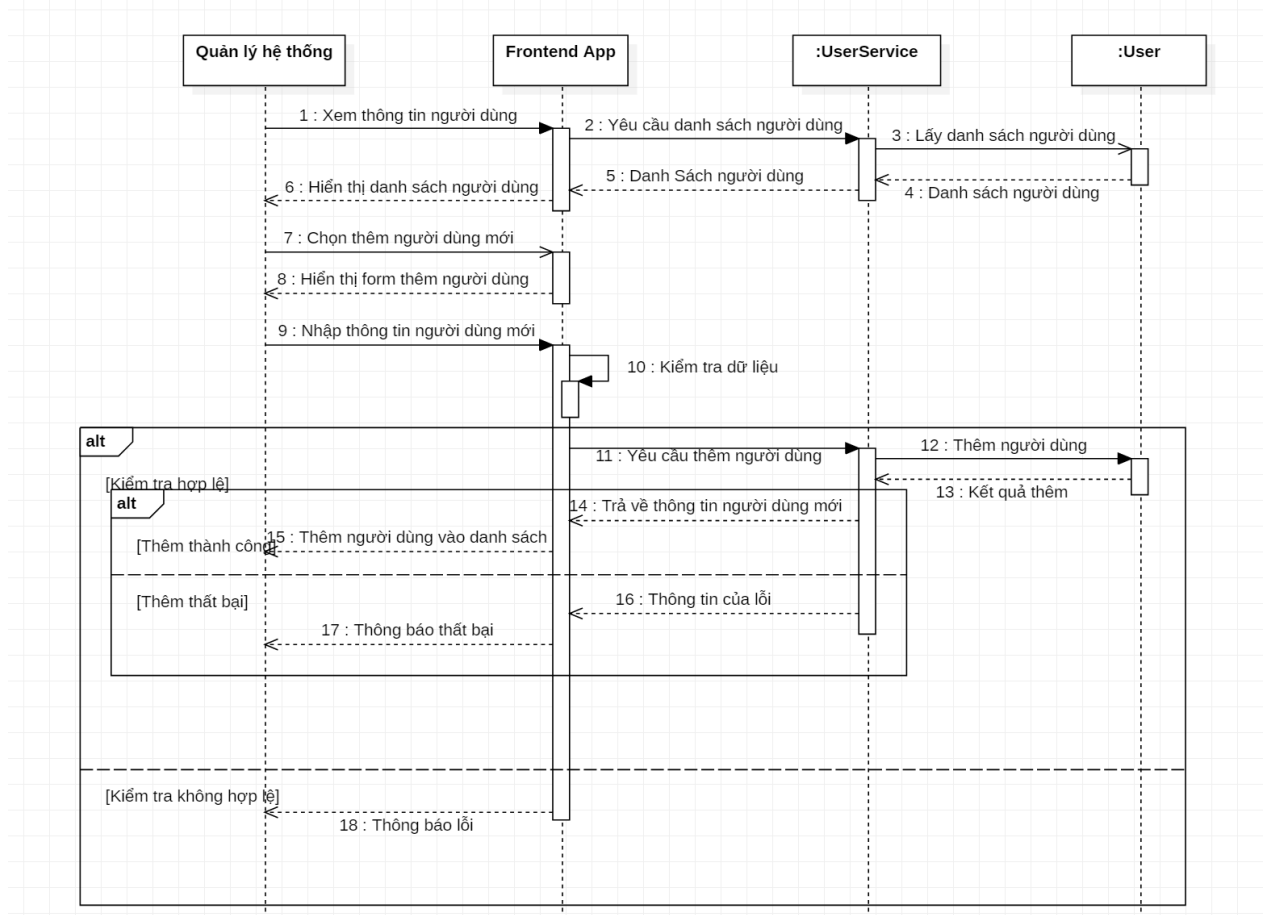 Quản lý hệ thống
Frontend App
:UserService
:User
1 : Xem thông tin người dùng
2 : Yêu cầu danh sách người dùng
3 : Lấy danh sách người dùng
4 : Danh sách người dùng
5 : Danh Sách người dùng
6 : Hiển thị danh sách người dùng
7 : Chọn thêm người dùng mới
8 : Hiển thị form thêm người dùng
9 : Nhập thông tin người dùng mới
10 : Kiểm tra dữ liệu
alt
11 : Yêu cầu thêm người dùng
12 : Thêm người dùng
[Kiểm tra hợp lệ]
13 : Kết quả thêm
alt
14 : Trả về thông tin người dùng mới
15 : Thêm người dùng vào danh sách
[Thêm thành công]
[Thêm thất bại]
16 : Thông tin của lỗi
17 : Thông báo thất bại
[Kiểm tra không hợp lệ]
18 : Thông báo lỗi